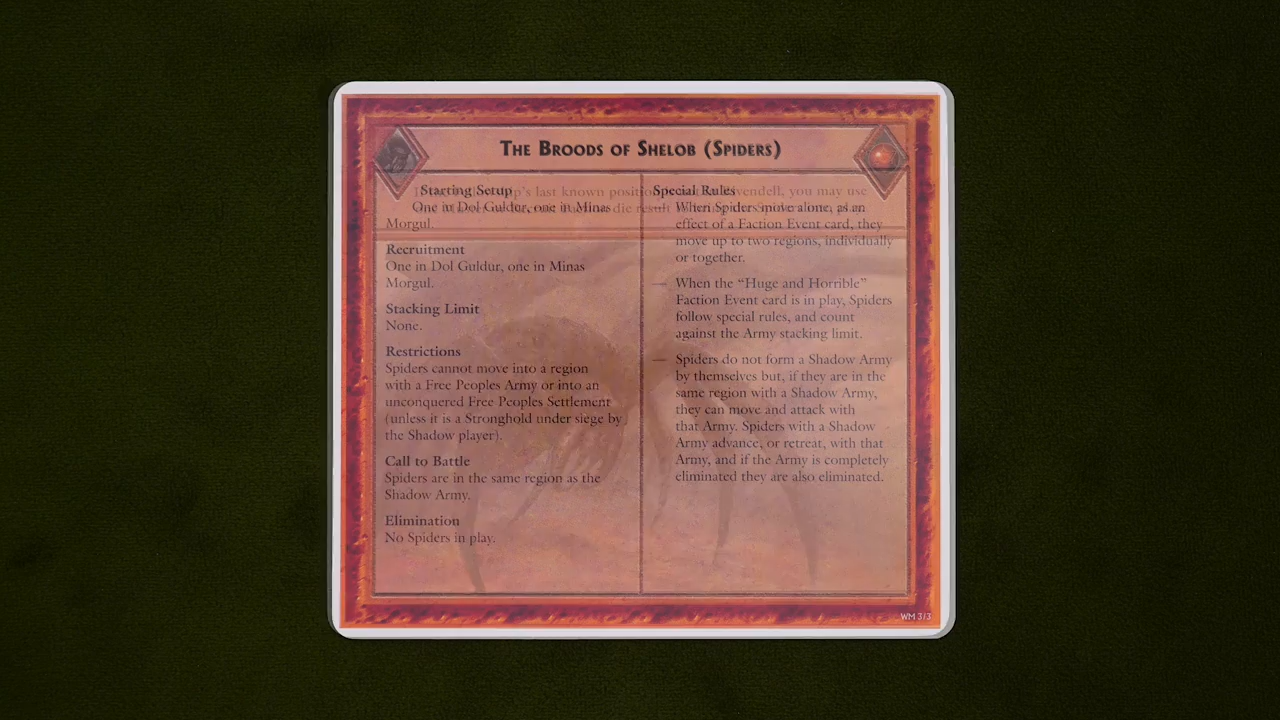 The Broods of Shelob (Spiders)
Starting Setup
One in Dol Guldur, one in Minas
Morgul.
Recruitment
One in Dol Guldur, one in Minas
Morgul.
Stacking Limit
None.
Restrictions
Spiders cannot move into a region
with a Free Peoples Army or into an
unconquered Free Peoples Settlement
(unless it is a Stronghold under siege by
the Shadow player).
Call to Battle
Spiders are in the same region as the
Shadow Army.
Elimination
No Spiders in play.
Special Rules
— When Spiders move alone, as an
effect of a Faction Event card, they
move up to two regions, individually
or together.
— When the “Huge and Horrible”
Faction Event card is in play, Spiders
follow special rules, and count
against the Army stacking limit.
— Spiders do not form a Shadow Army
by themselves but, if they are in the
same region with a Shadow Army,
they can move and attack with
that Army. Spiders with a Shadow
Army advance, or retreat, with that
Army, and if the Army is completely
eliminated they are also eliminated.
last known position
you may use
die result
WM 3/3